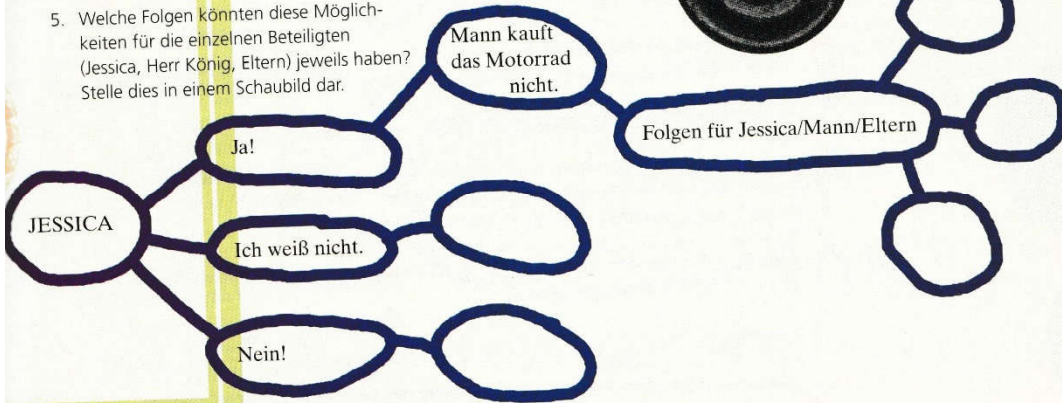 5. Welche Folgen könnten diese Möglich-
keiten für die einzelnen Beteiligten
(Jessica, Herr König, Eltern) jeweils haben?
Stelle dies in einem Schaubild dar.
Mann kauft
das Motorrad
nicht.
Ja!
Folgen für Jessica/Mann/Eltern
JESSICA
Ich weiß nicht.
Nein!